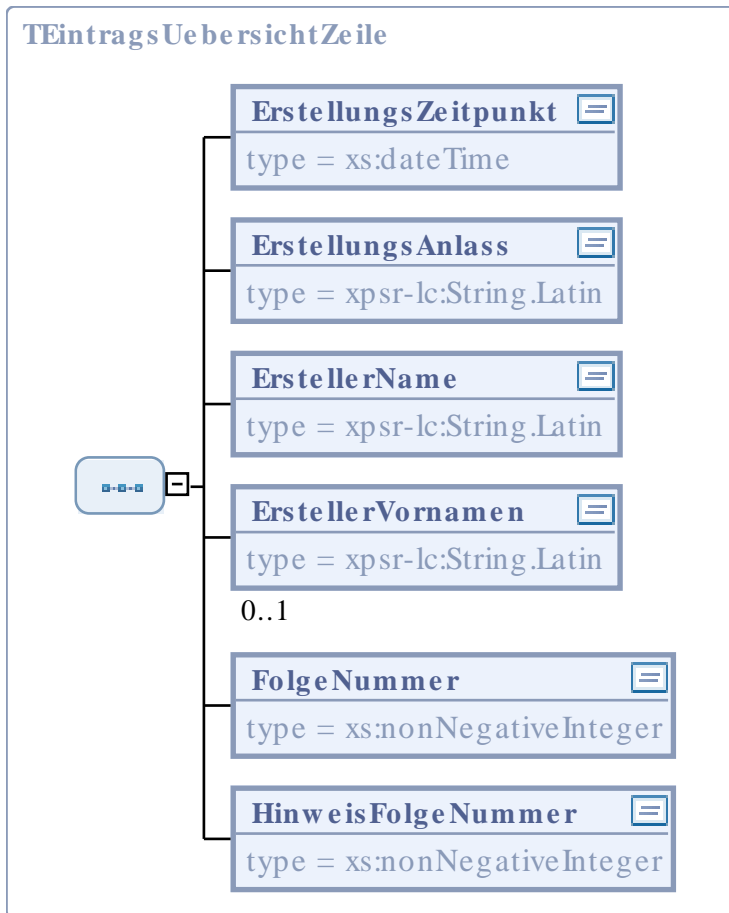 TEintragsUebersichtZeile
ErstellungsZeitpunkt
type = xs:dateTime
ErstellungsAnlass
type = xpsr-lc:String.Latin
ErstellerName
type = xpsr-lc:String.Latin
ErstellerVornamen
type = xpsr-lc:String.Latin
0..1
FolgeNummer
type = xs:nonNegativeInteger
HinweisFolgeNummer
type = xs:nonNegativeInteger